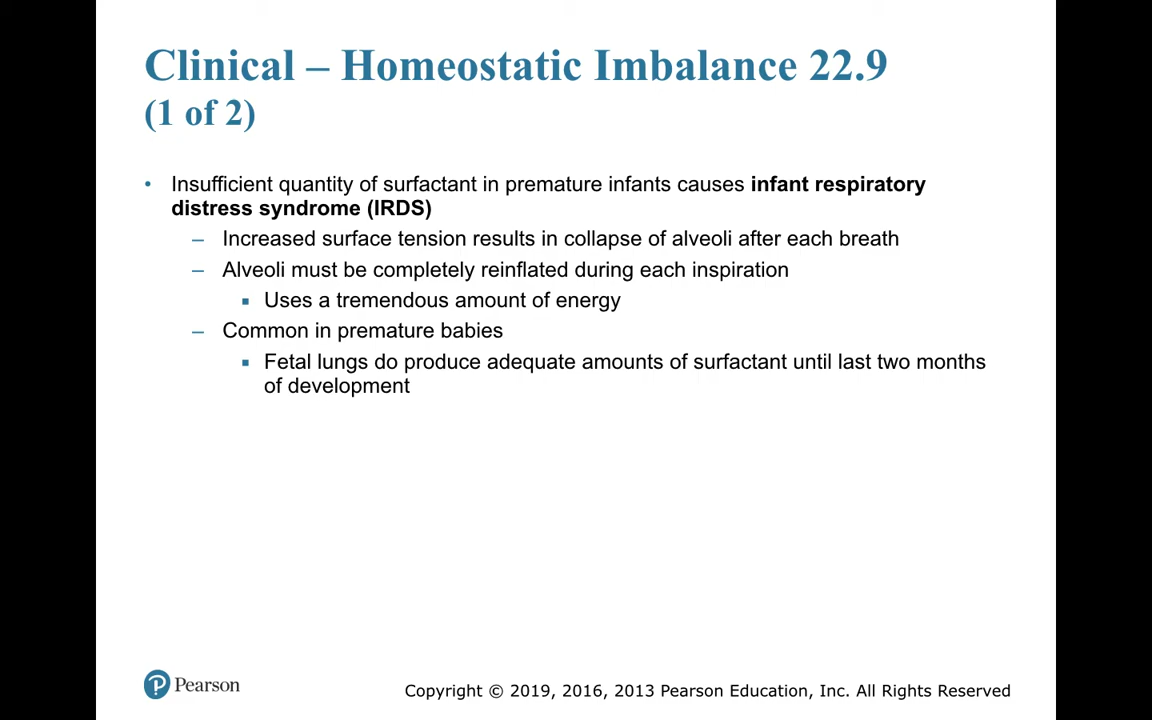 Clinical – Homeostatic Imbalance 22.9
(1 of 2)
• Insufficient quantity of surfactant in premature infants causes infant respiratory
distress syndrome (IRDS)
– Increased surface tension results in collapse of alveoli after each breath
– Alveoli must be completely reinflated during each inspiration
▪ Uses a tremendous amount of energy
– Common in premature babies
▪ Fetal lungs do produce adequate amounts of surfactant until last two months
of development
Pearson
Copyright © 2019, 2016, 2013 Pearson Education, Inc. All Rights Reserved